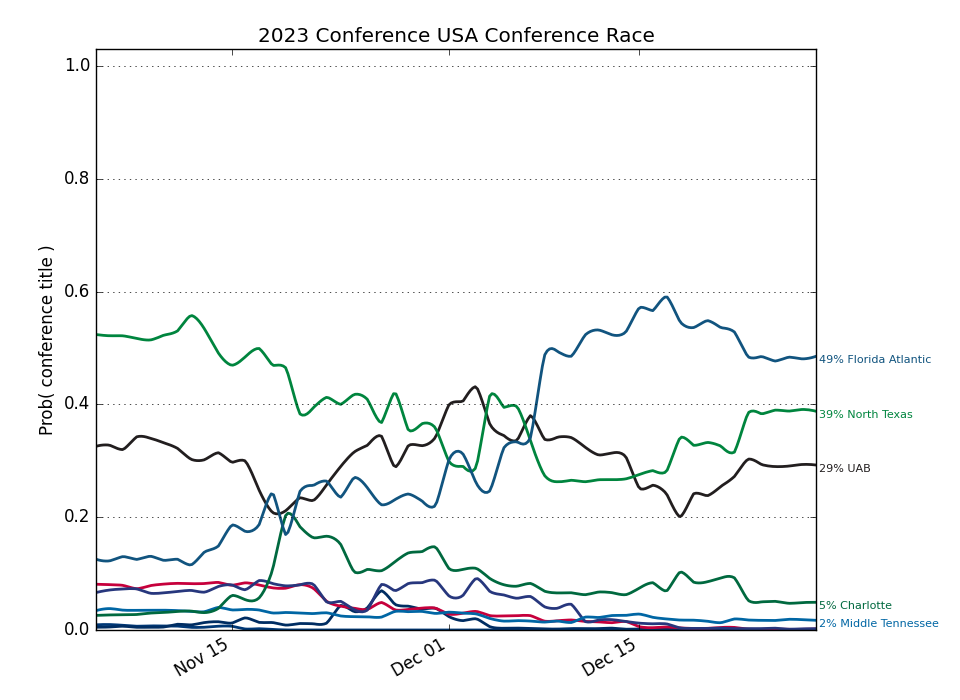 2023 Conference USA Conference Race
Prob( conference title )
1.0
0.8
0.6
0.4
0.2
0.0
Nov 15
Dec 01
Dec 15
49% Florida Atlantic
39% North Texas
29% UAB
5% Charlotte
2% Middle Tennessee